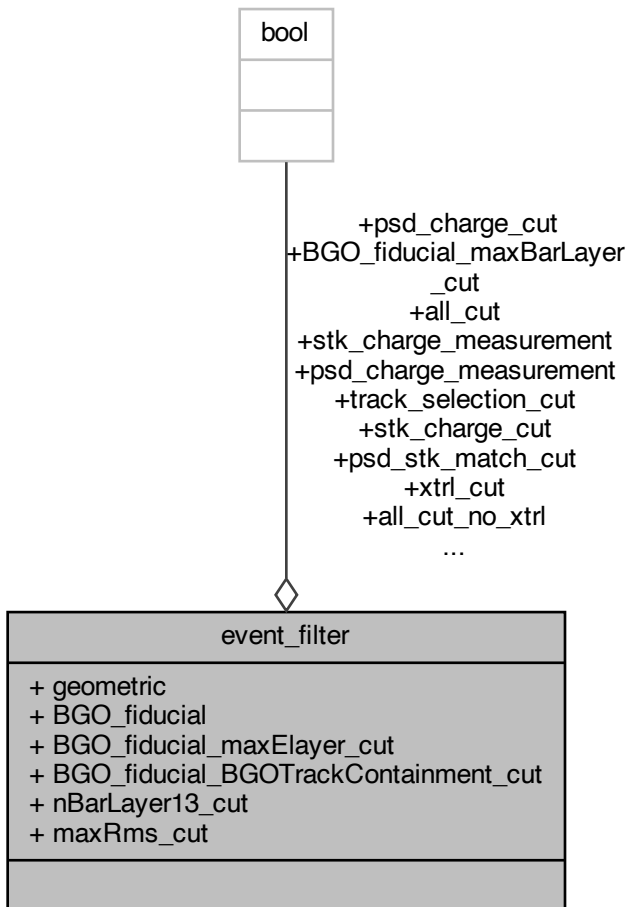 bool
+psd_charge_cut
+BGO_fiducial_maxBarLayer
_cut
+all_cut
+stk_charge_measurement
+psd_charge_measurement
+track_selection_cut
+stk_charge_cut
+psd_stk_match_cut
+xtrl_cut
+all_cut_no_xtrl
...
event_filter
+ geometric
+ BGO_fiducial
+ BGO_fiducial_maxElayer_cut
+ BGO_fiducial_BGOTrackContainment_cut
+ nBarLayer13_cut
+ maxRms_cut